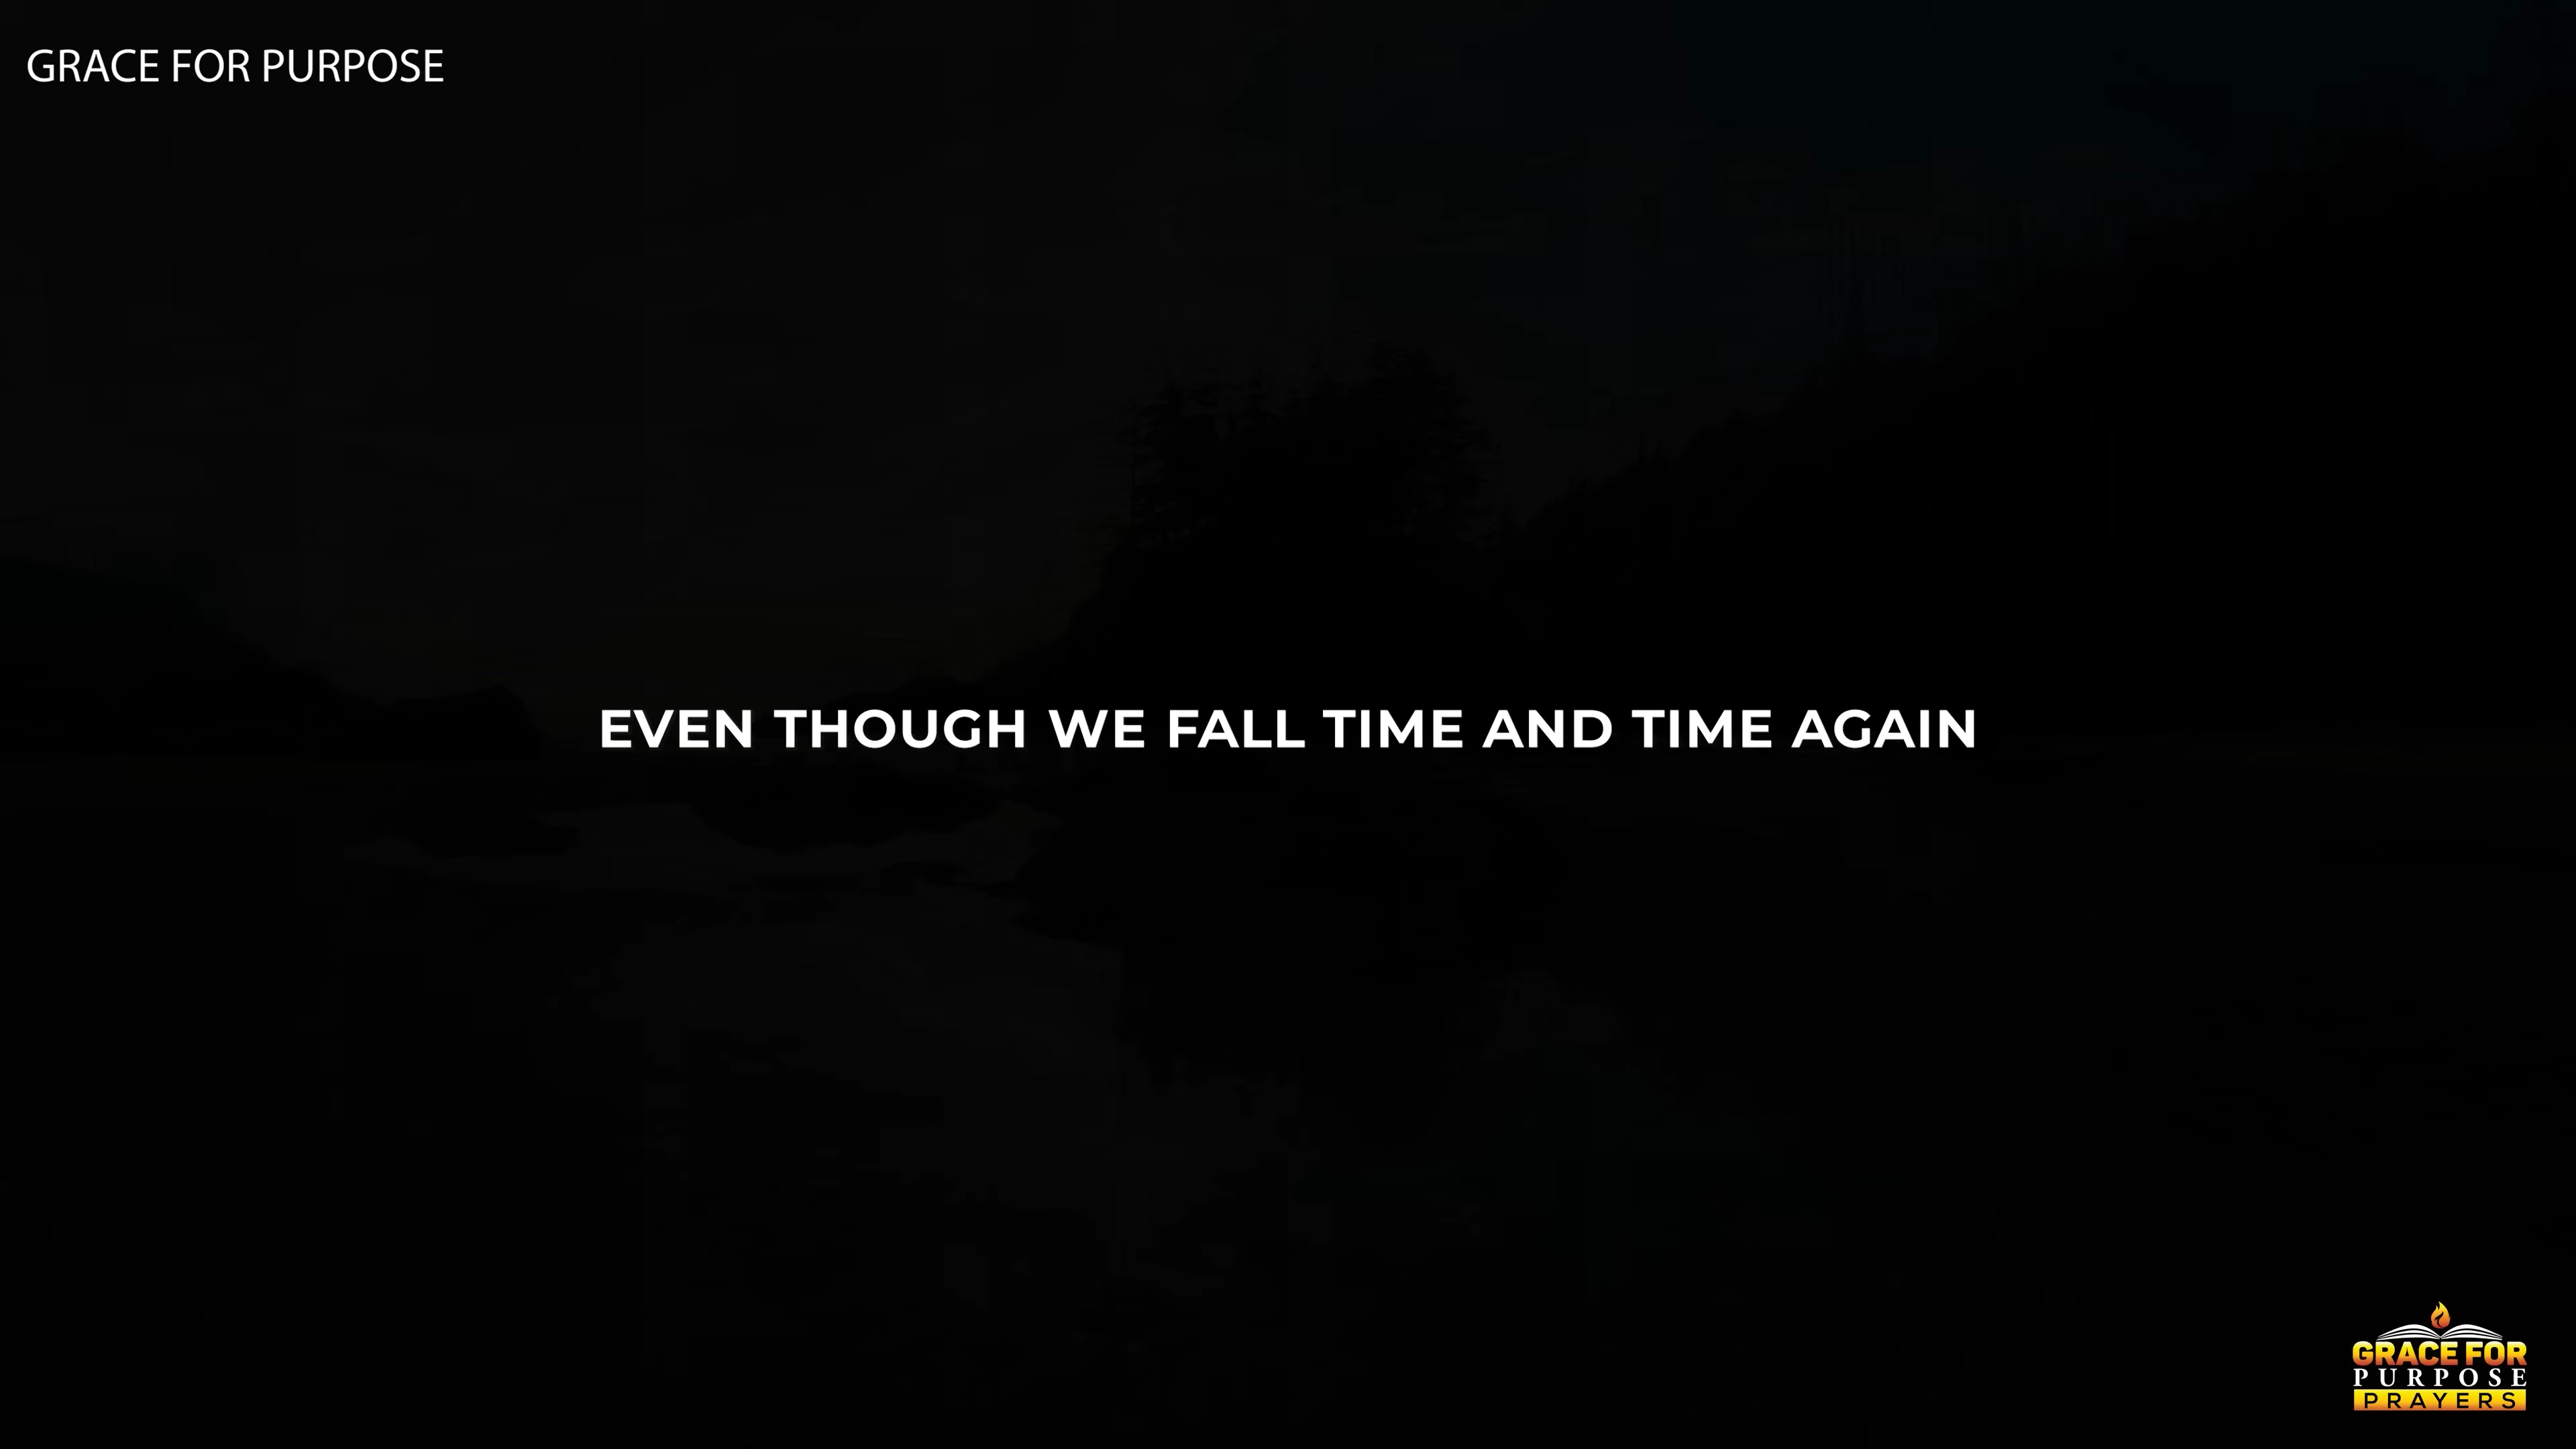 GRACE FOR PURPOSE
EVEN THOUGH WE FALL TIME AND TIME AGAIN
GRACE FOR
PURPOSE
PRAYERS